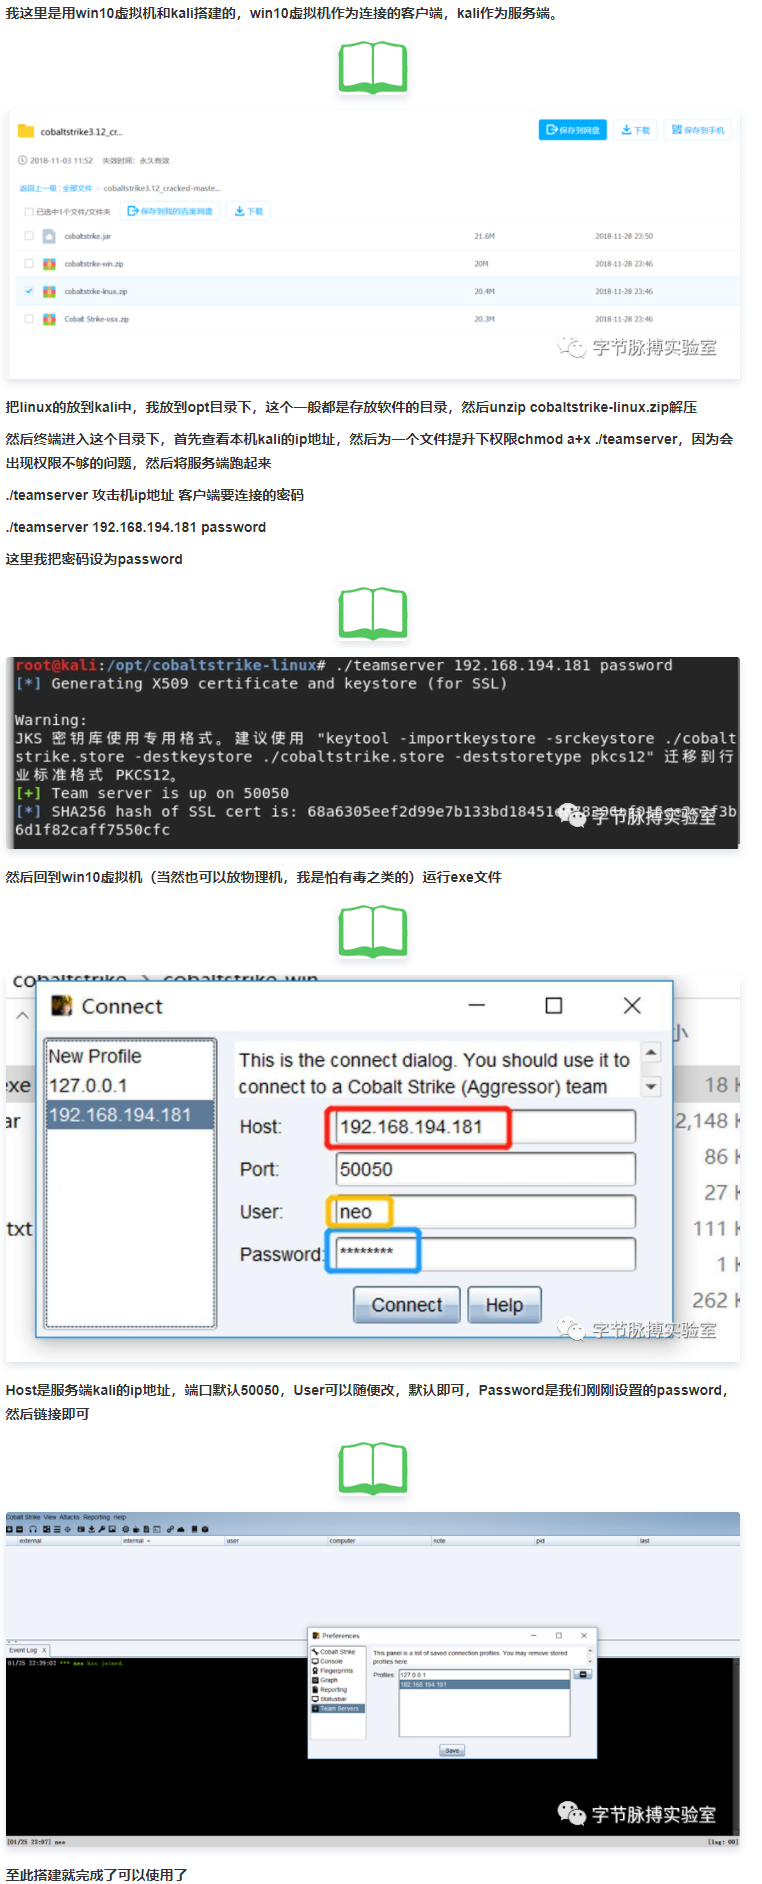 我这里是用win10虚拟机和kali搭建的，win10虚拟机作为连接的客户端，kali作为服务端。
cobaltstrike3.12_cr...
保存到网盘
下载
保存到手机
2018-11-03 11:52 失效时间：永久有效
返回上一级 | 全部文件 > cobaltstrike3.12_cracked-maste...
已选中1个文件/文件夹
保存到我的百度网盘
下载
cobaltstrike.jar 21.6M 2018-11-28 23:50
cobaltstrike-win.zip 20M 2018-11-28 23:46
cobaltstrike-linux.zip 20.4M 2018-11-28 23:46
Cobalt Strike-osx.zip 20.3M 2018-11-28 23:46
字节脉搏实验室
把linux的放到kali中，我放到opt目录下，这个一般都是存放软件的目录，然后unzip cobaltstrike-linux.zip解压
然后终端进入这个目录下，首先查看本机kali的ip地址，然后为一个文件提升下权限chmod a+x ./teamserver，因为会
出现权限不够的问题，然后将服务端跑起来
./teamserver 攻击机ip地址 客户端要连接的密码
./teamserver 192.168.194.181 password
这里我把密码设为password
root@kali:/opt/cobaltstrike-linux# ./teamserver 192.168.194.181 password
[*] Generating X509 certificate and keystore (for SSL)
Warning:
JKS 密钥库使用专用格式。建议使用 "keytool -importkeystore -srckeystore ./cobalt
strike.store -destkeystore ./cobaltstrike.store -deststoretype pkcs12" 迁移到行
业标准格式 PKCS12。
[+] Team server is up on 50050
[*] SHA256 hash of SSL cert is:
6d1f82caff7550cfc
字节脉搏实验室
然后回到win10虚拟机（当然也可以放物理机，我是怕有毒之类的）运行exe文件
cobaltstrike > cobaltstrike-win
Connect
New Profile
127.0.0.1
192.168.194.181
This is the connect dialog. You should use it to
connect to a Cobalt Strike (Aggressor) team
Host: 192.168.194.181
Port: 50050
User: neo
Password: ********
Connect
Help
exe
ar
txt
小
18 K
2,148 K
86 K
27 K
111 K
1 K
262 K
字节脉搏实验室
Host是服务端kali的ip地址，端口默认50050，User可以随便改，默认即可，Password是我们刚刚设置的password，
然后链接即可
Cobalt Strike View Attacks Reporting Help
external internal user computer note pid last
Event Log X
01/25 22:39:02 *** neo has joined.
Preferences
Cobalt Strike
Console
Fingerprints
Graph
Reporting
Statusbar
Team Servers
This panel is a list of saved connection profiles. You may remove stored
profiles here.
Profiles:
127.0.0.1
192.168.194.181
Save
字节脉搏实验室
[01/25 23:07] neo
[lag: 00]
至此搭建就完成了可以使用了